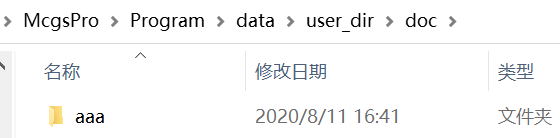 McgsPro > Program > data > user_dir > doc >
名称 修改日期 类型
aaa 2020/8/11 16:41 文件夹